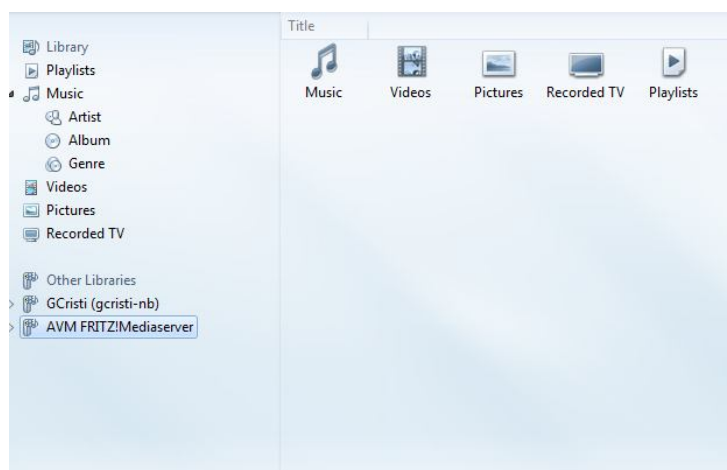 Title
Library
Playlists
Music
Artist
Album
Genre
Videos
Pictures
Recorded TV
Other Libraries
GCristi (gcristi-nb)
AVM FRITZ!Mediaserver
Music Videos Pictures Recorded TV Playlists